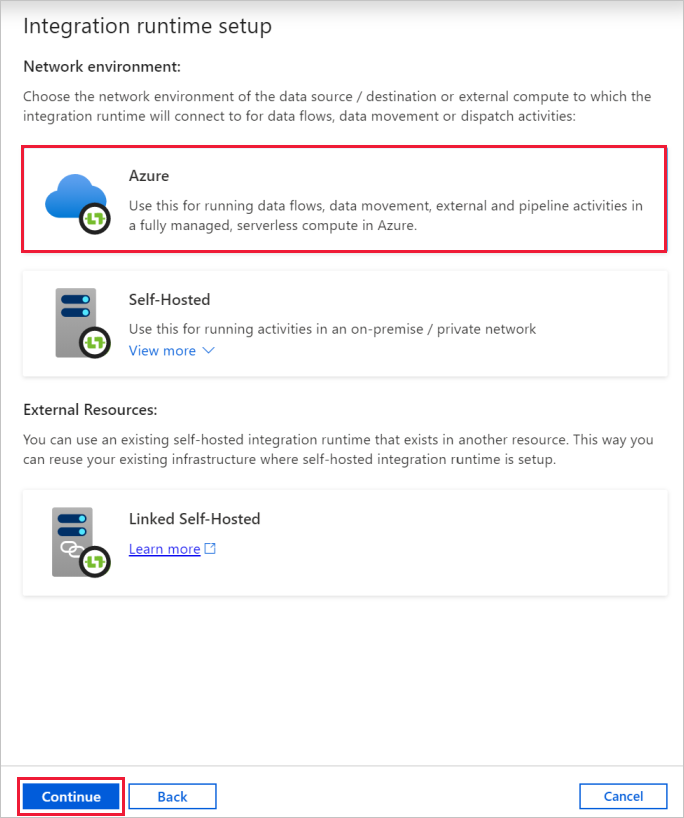 Integration runtime setup
Network environment:
Choose the network environment of the data source / destination or external compute to which the
integration runtime will connect to for data flows, data movement or dispatch activities:
Azure
Use this for running data flows, data movement, external and pipeline activities in
a fully managed, serverless compute in Azure.
Self-Hosted
Use this for running activities in an on-premise / private network
View more
External Resources:
You can use an existing self-hosted integration runtime that exists in another resource. This way you
can reuse your existing infrastructure where self-hosted integration runtime is setup.
Linked Self-Hosted
Learn more
Continue Back Cancel